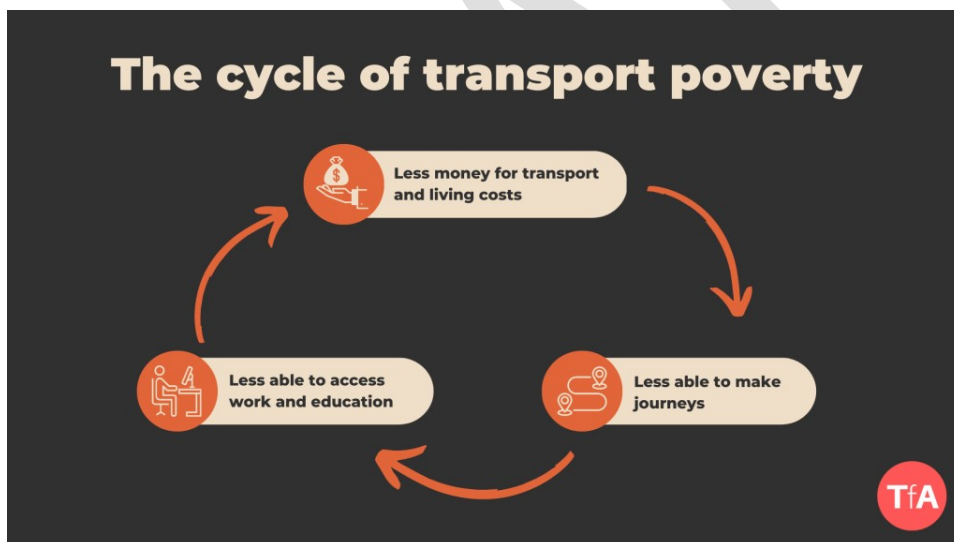 The cycle of transport poverty
$
Less money for transport
and living costs
Less able to access
work and education
Less able to make
journeys
TfA